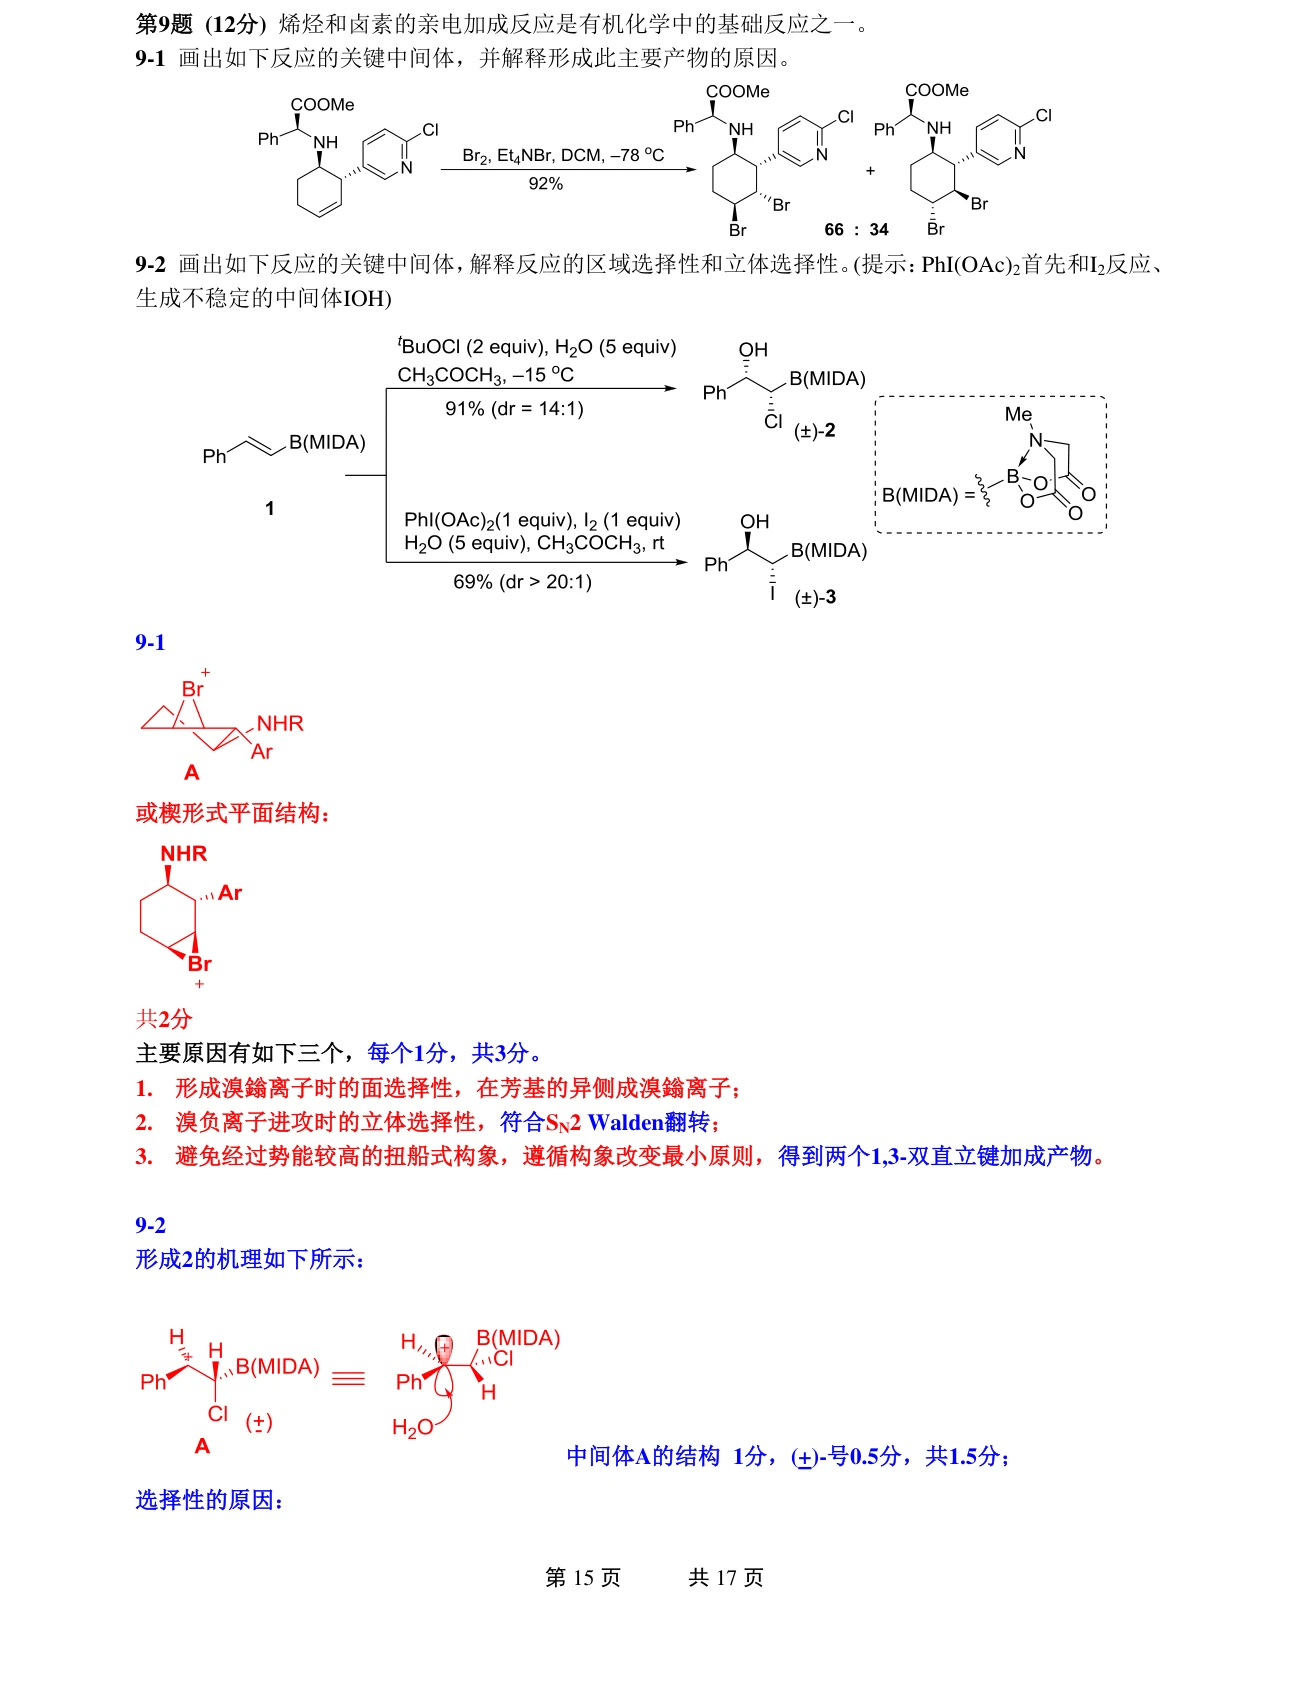 第9题 (12分) 烯烃和卤素的亲电加成反应是有机化学中的基础反应之一。
9-1 画出如下反应的关键中间体，并解释形成此主要产物的原因。
COOMe
Ph
NH
Cl
N
Br2, Et4NBr, DCM, –78 oC
92%
COOMe
Ph
NH
Cl
N
Br
Br
+
COOMe
Ph
NH
Cl
N
Br
Br
66 : 34
9-2 画出如下反应的关键中间体，解释反应的区域选择性和立体选择性。(提示：PhI(OAc)2首先和I2反应、
生成不稳定的中间体IOH)
tBuOCl (2 equiv), H2O (5 equiv)
CH3COCH3, –15 oC
91% (dr = 14:1)
OH
Ph
B(MIDA)
Cl
(±)-2
Ph
B(MIDA)
1
PhI(OAc)2(1 equiv), I2 (1 equiv)
H2O (5 equiv), CH3COCH3, rt
69% (dr > 20:1)
OH
Ph
B(MIDA)
I
(±)-3
Me
N
B(MIDA) =
B
O
O
O
O
9-1
Br
+
NHR
Ar
A
或楔形式平面结构：
NHR
Ar
Br
+
共2分
主要原因有如下三个，每个1分，共3分。
1. 形成溴鎓离子时的面选择性，在芳基的异侧成溴鎓离子；
2. 溴负离子进攻时的立体选择性，符合SN2 Walden翻转；
3. 避免经过势能较高的扭船式构象，遵循构象改变最小原则，得到两个1,3-双直立键加成产物。
9-2
形成2的机理如下所示：
H
+
H
Ph
B(MIDA)
Cl
(±)
A
H
+
B(MIDA)
Cl
Ph
H
H2O
中间体A的结构 1分，(±)-号0.5分，共1.5分；
选择性的原因：
第 15 页 共 17 页